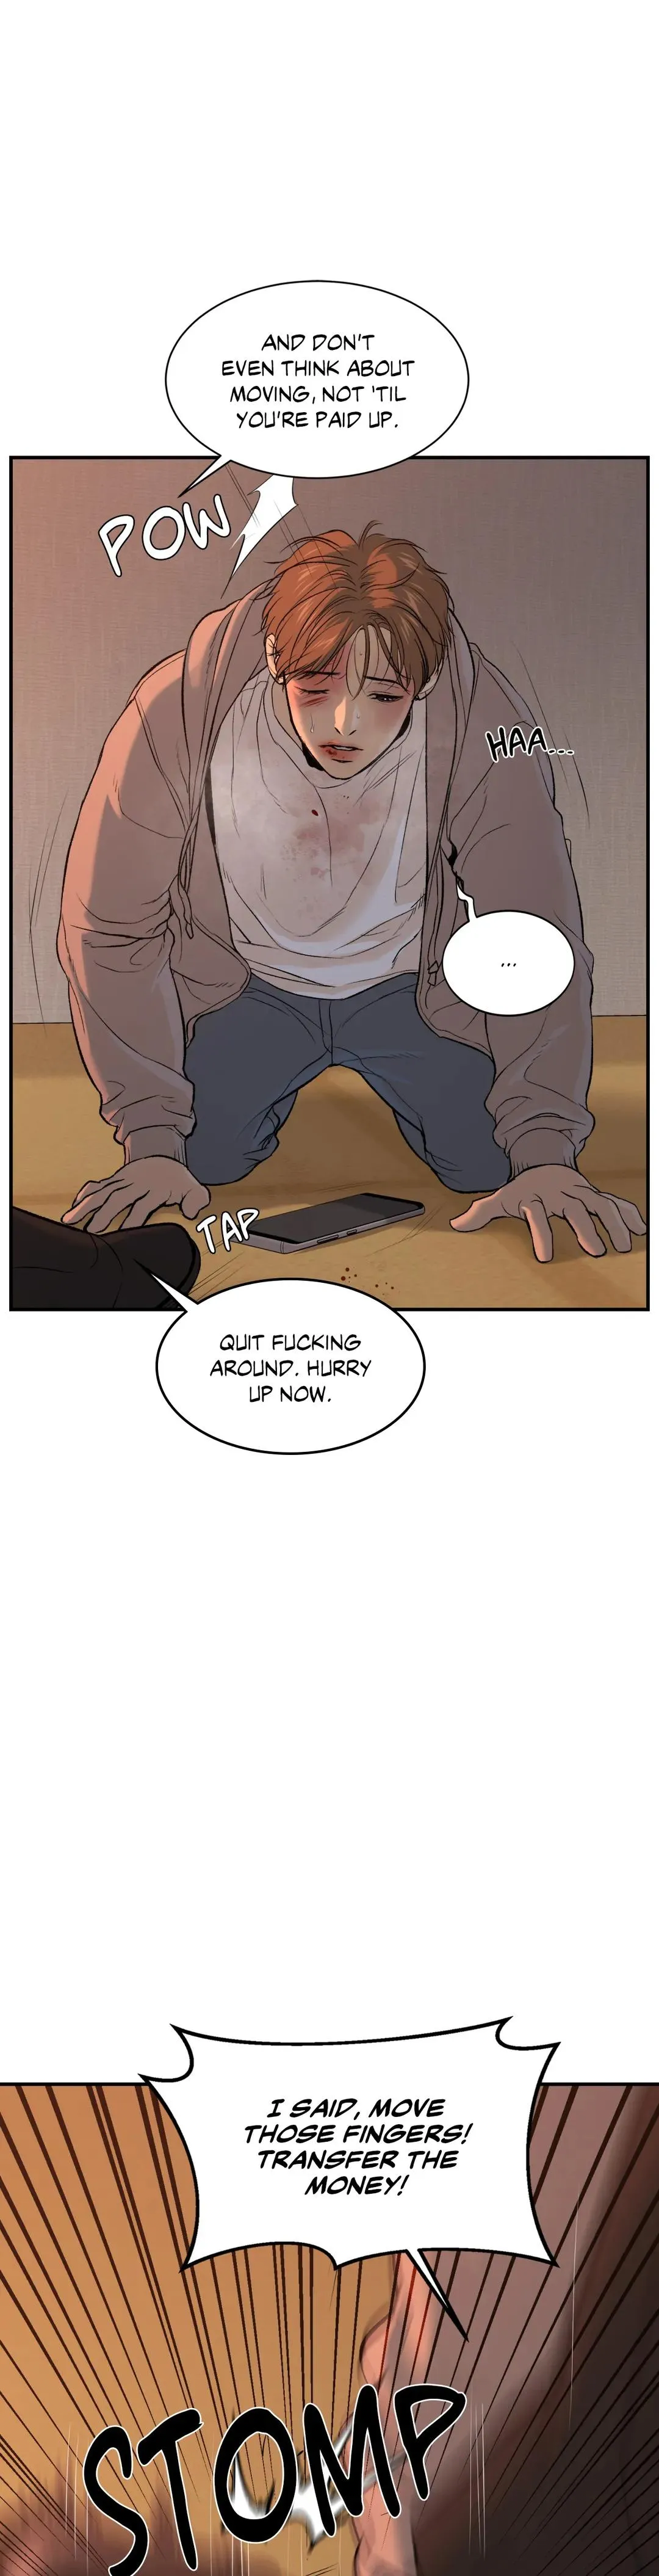 AND DON'T
EVEN THINK ABOUT
MOVING, NOT 'TIL
YOU'RE PAID UP.
POW
HAA...
...
TAP
QUIT FUCKING
AROUND. HURRY
UP NOW.
I SAID, MOVE
THOSE FINGERS!
TRANSFER THE
MONEY!
STOMP